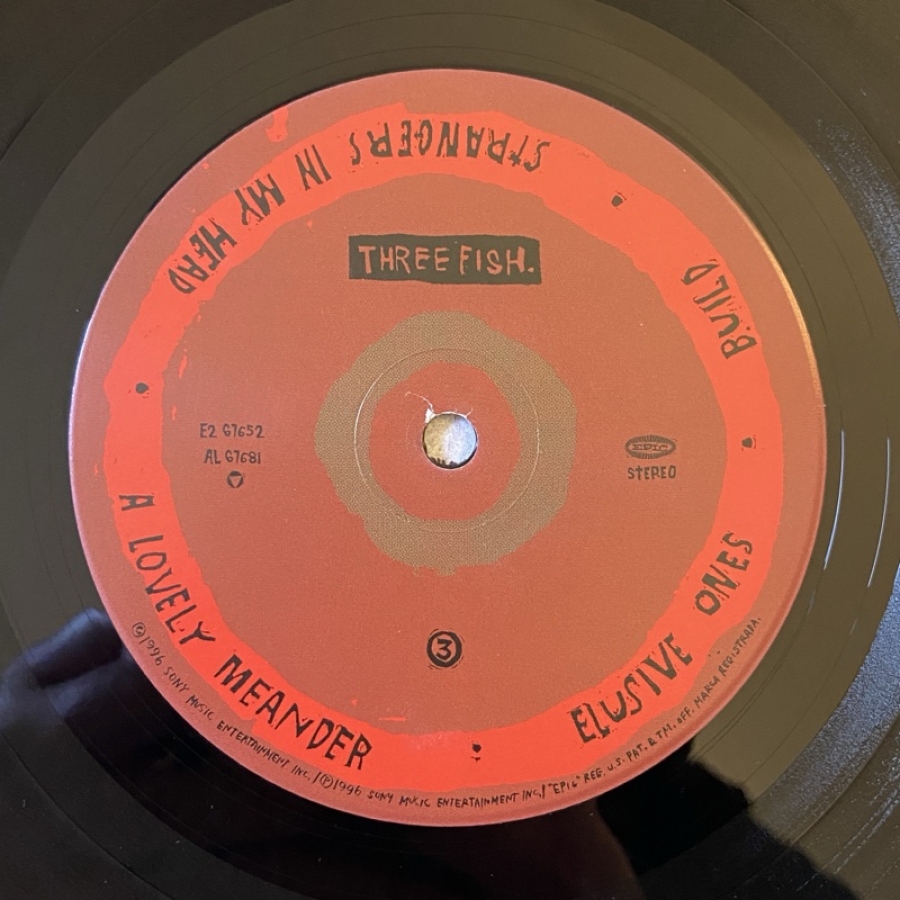 THREE FISH.
STRANGERS IN MY HEAD
A LOVELY MEANDER
ELUSIVE ONES
BUILD
E2 67652
AL 67681
EPIC
STEREO
3
©1996 SONY MUSIC ENTERTAINMENT INC./℗1996 SONY MUSIC ENTERTAINMENT INC./"EPIC" REG. U.S. PAT. & T.M. OFF. MARCA REGISTRADA.